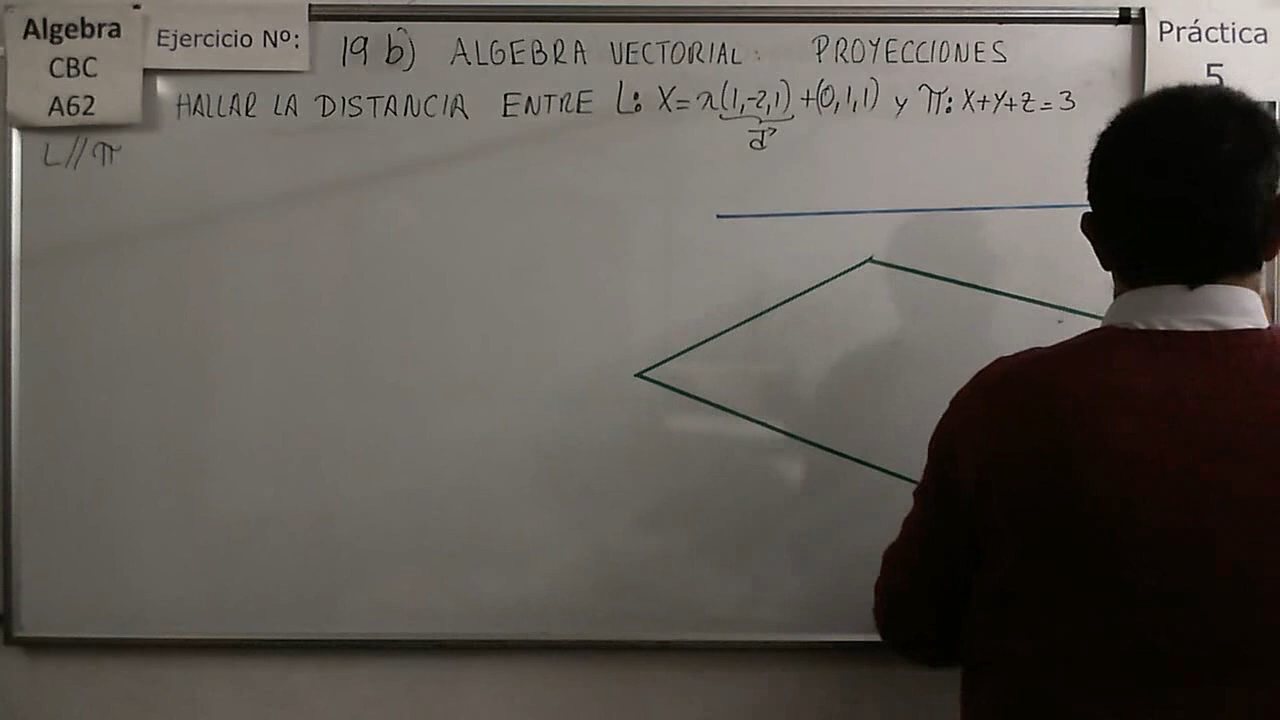 Algebra
CBC
A62
Ejercicio Nº:
19 b) ALGEBRA VECTORIAL: PROYECCIONES
Práctica
5
HALLAR LA DISTANCIA ENTRE L: X=λ(1,-2,1)+(0,1,1) y π: X+Y+Z=3
d⃗
L//π